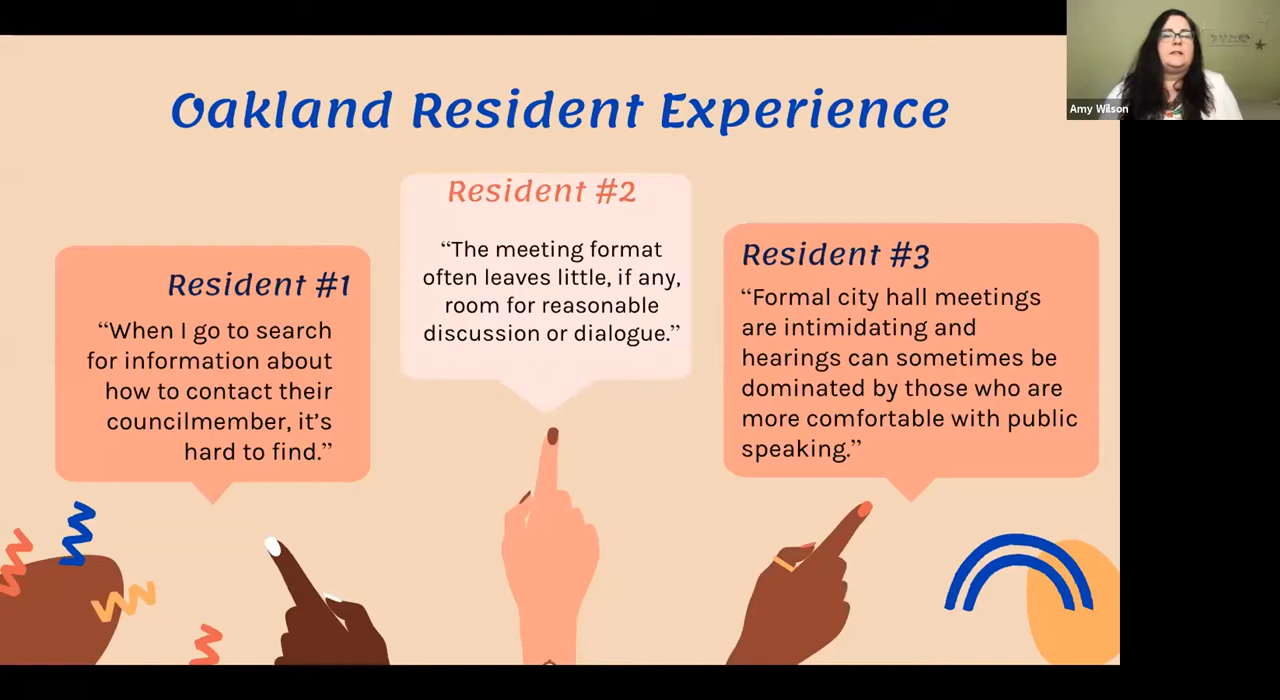 Oakland Resident Experience
Resident #1
“When I go to search
for information about
how to contact their
councilmember, it’s
hard to find.”
Resident #2
“The meeting format
often leaves little, if any,
room for reasonable
discussion or dialogue.”
Resident #3
“Formal city hall meetings
are intimidating and
hearings can sometimes be
dominated by those who are
more comfortable with public
speaking.”
Amy Wilson